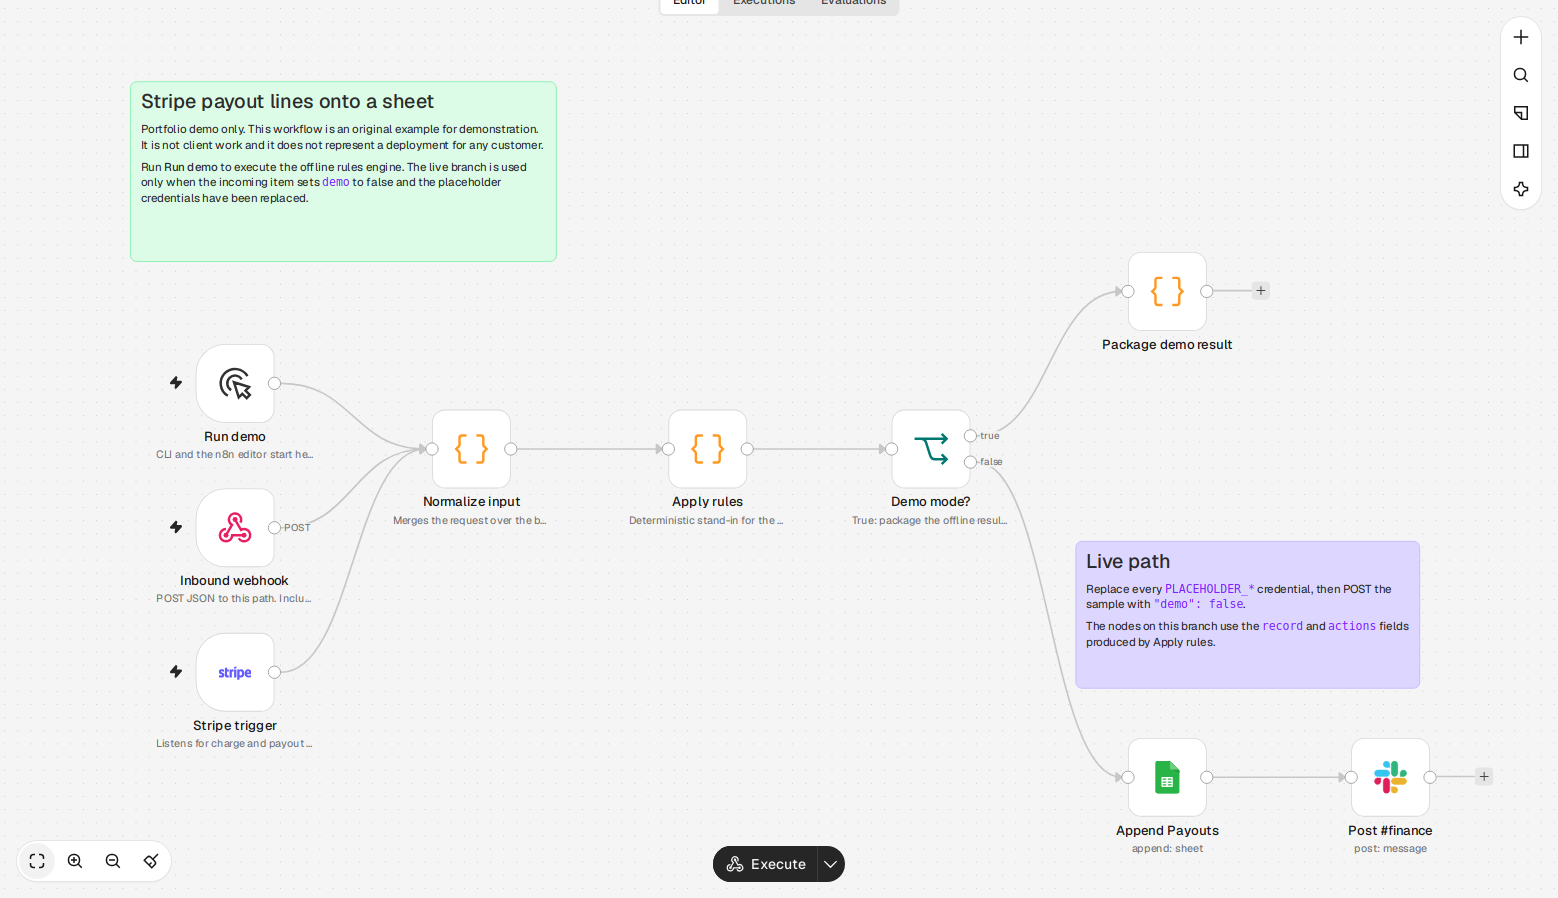 Editor
Executions
Evaluations
Stripe payout lines onto a sheet
Portfolio demo only. This workflow is an original example for demonstration.
It is not client work and it does not represent a deployment for any customer.
Run Run demo to execute the offline rules engine. The live branch is used
only when the incoming item sets demo to false and the placeholder
credentials have been replaced.
Package demo result
Run demo
CLI and the n8n editor start he...
true
false
Normalize input
Merges the request over the b...
Apply rules
Deterministic stand-in for the ...
Demo mode?
True: package the offline resul...
POST
Inbound webhook
POST JSON to this path. Inclu...
Live path
Replace every PLACEHOLDER_* credential, then POST the
sample with "demo": false.
The nodes on this branch use the record and actions fields
produced by Apply rules.
stripe
Stripe trigger
Listens for charge and payout ...
Append Payouts
append: sheet
Post #finance
post: message
Execute